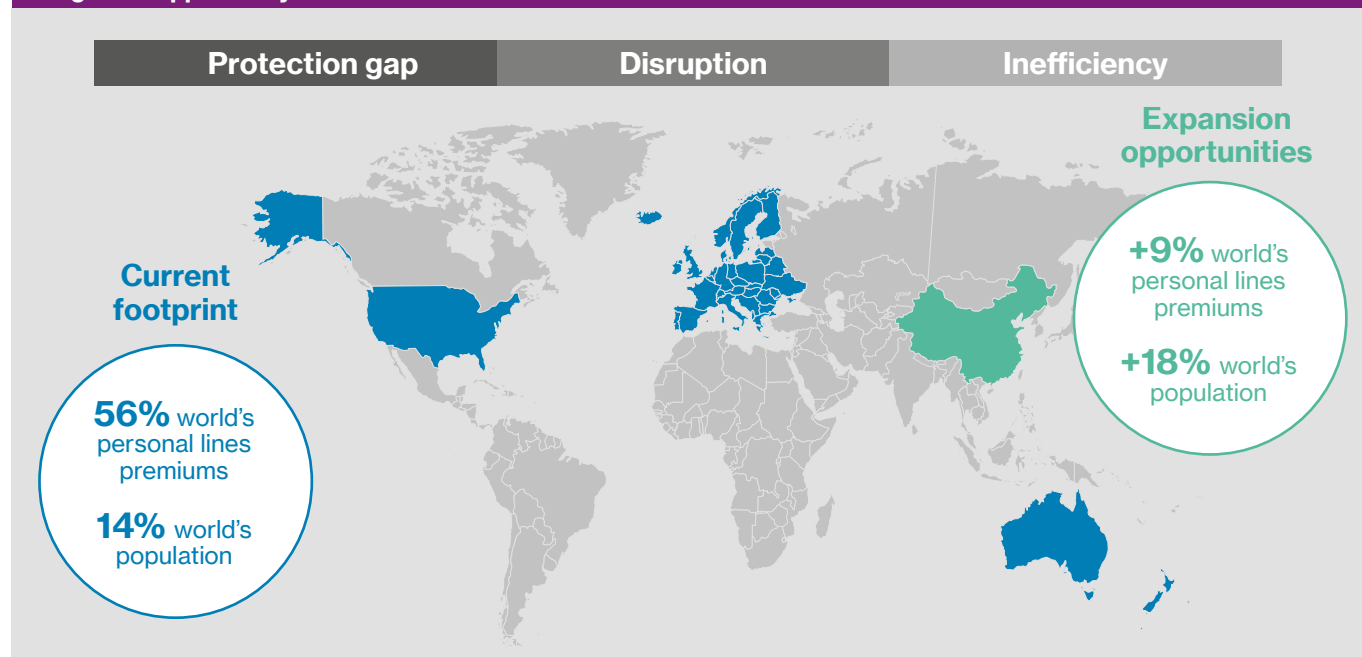 Protection gap
Disruption
Inefficiency
Expansion
opportunities
+9% world's
personal lines
premiums
+18% world's
population
Current
footprint
56% world's
personal lines
premiums
14% world's
population